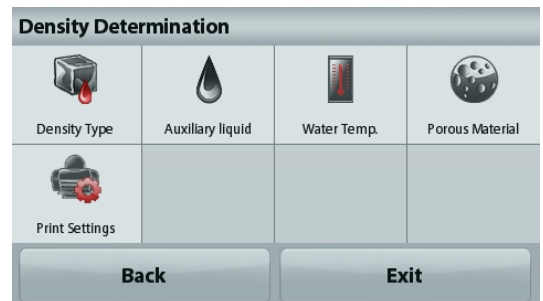 Density Determination
Density Type
Auxiliary liquid
Water Temp.
Porous Material
Print Settings
Back
Exit